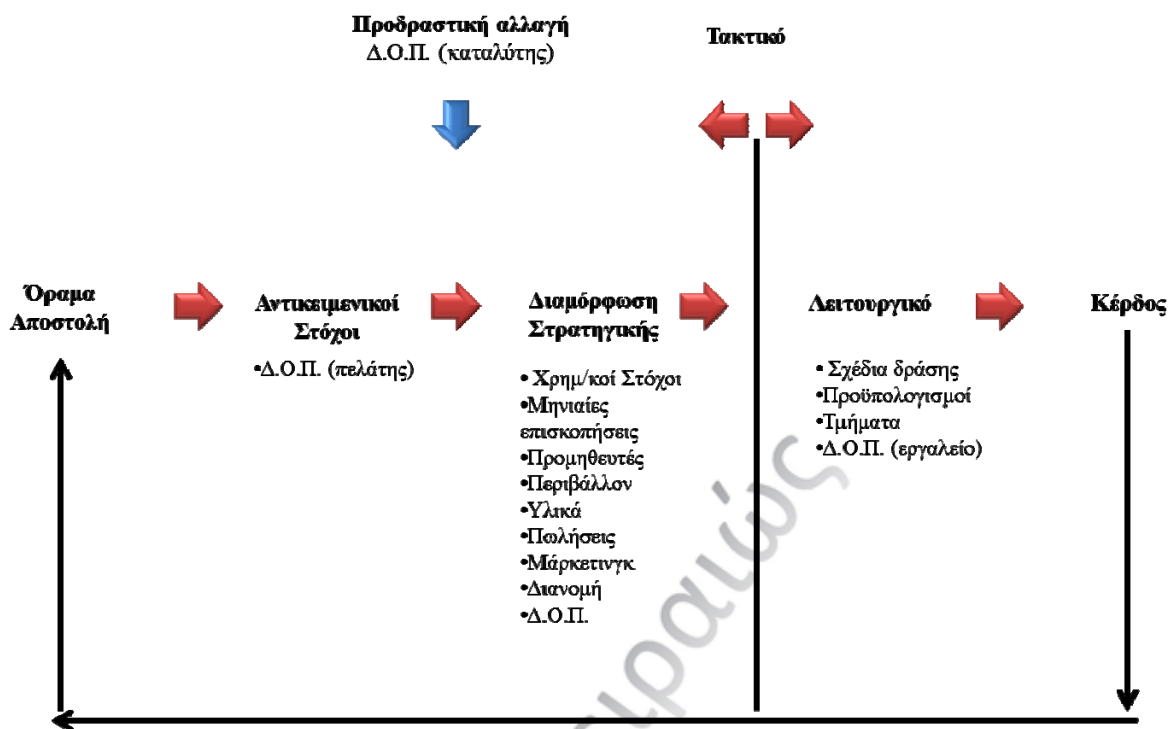 Προδραστική αλλαγή
Δ.Ο.Π. (καταλύτης)
Τακτικό
Όραμα
Αποστολή
Αντικειμενικοί
Στόχοι
•Δ.Ο.Π. (πελάτης)
Διαμόρφωση
Στρατηγικής
• Χρημ/κοί Στόχοι
•Μηνιαίες
επισκοπήσεις
•Προμηθευτές
•Περιβάλλον
•Υλικά
•Πωλήσεις
•Μάρκετινγκ
•Διανομή
•Δ.Ο.Π.
Λειτουργικό
• Σχέδια δράσης
•Προϋπολογισμοί
•Τμήματα
•Δ.Ο.Π. (εργαλείο)
Κέρδος
ειραιώς